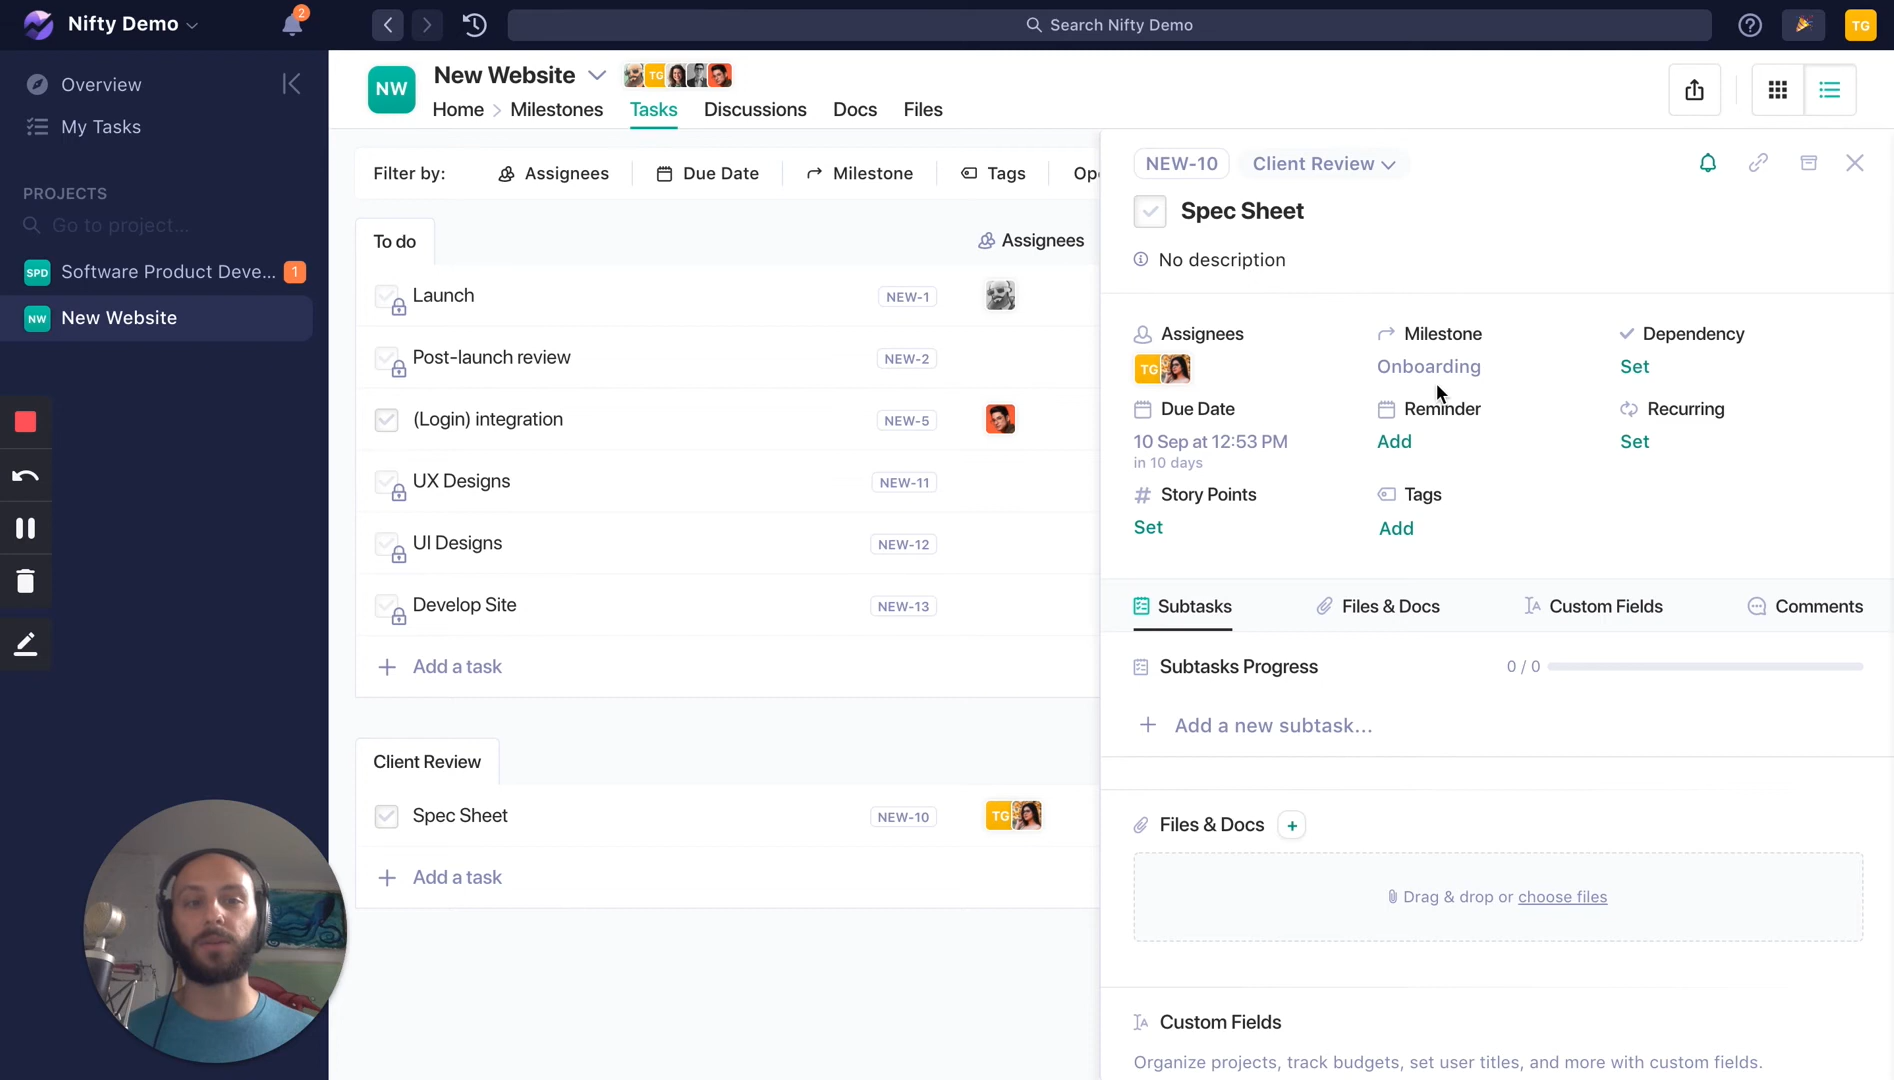 Nifty Demo
2
Search Nifty Demo
TG
Overview
My Tasks
PROJECTS
Go to project...
SPD Software Product Deve... 1
NW New Website
NW
New Website
TG
Home > Milestones Tasks Discussions Docs Files
Filter by: Assignees Due Date Milestone Tags Ope
To do Assignees
Launch NEW-1
Post-launch review NEW-2
(Login) integration NEW-5
UX Designs NEW-11
UI Designs NEW-12
Develop Site NEW-13
+ Add a task
Client Review
Spec Sheet NEW-10 TG
+ Add a task
NEW-10 Client Review
Spec Sheet
No description
Assignees Milestone Dependency
TG Onboarding Set
Due Date Reminder Recurring
10 Sep at 12:53 PM Add Set
in 10 days
# Story Points Tags
Set Add
Subtasks Files & Docs Custom Fields Comments
Subtasks Progress 0 / 0
+ Add a new subtask...
Files & Docs +
Drag & drop or choose files
Custom Fields
Organize projects, track budgets, set user titles, and more with custom fields.